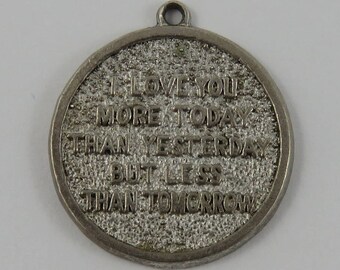 I LOVE YOU
MORE TODAY
THAN YESTERDAY
BUT LESS
THAN TOMORROW